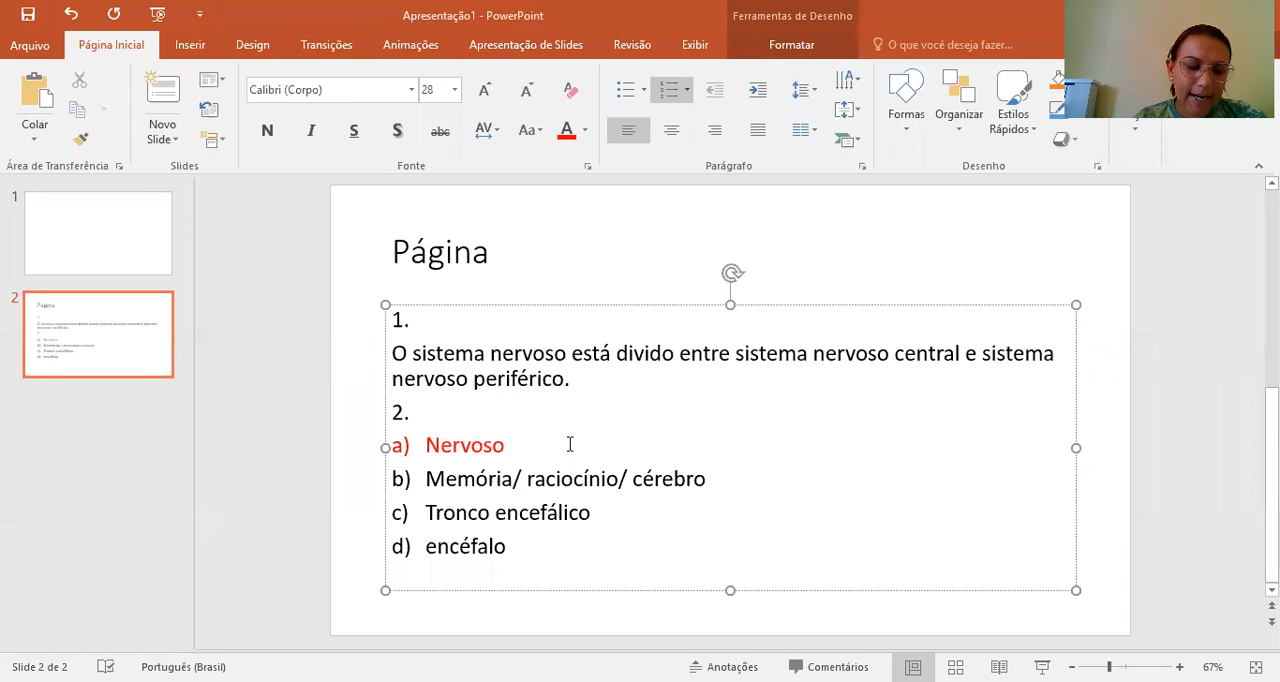 Apresentação1 - PowerPoint
Ferramentas de Desenho
Arquivo
Página Inicial
Inserir
Design
Transições
Animações
Apresentação de Slides
Revisão
Exibir
Formatar
O que você deseja fazer...
Colar
Novo
Slide
Calibri (Corpo)
28
N
I
S
S
abc
AV
Aa
A
Formas
Organizar
Estilos
Rápidos
Área de Transferência
Slides
Fonte
Parágrafo
Desenho
1
2
Página
1.
O sistema nervoso está divido entre sistema nervoso central e sistema
nervoso periférico.
2.
a) Nervoso
b) Memória/ raciocínio/ cérebro
c) Tronco encefálico
d) encéfalo
Slide 2 de 2
Português (Brasil)
Anotações
Comentários
67%